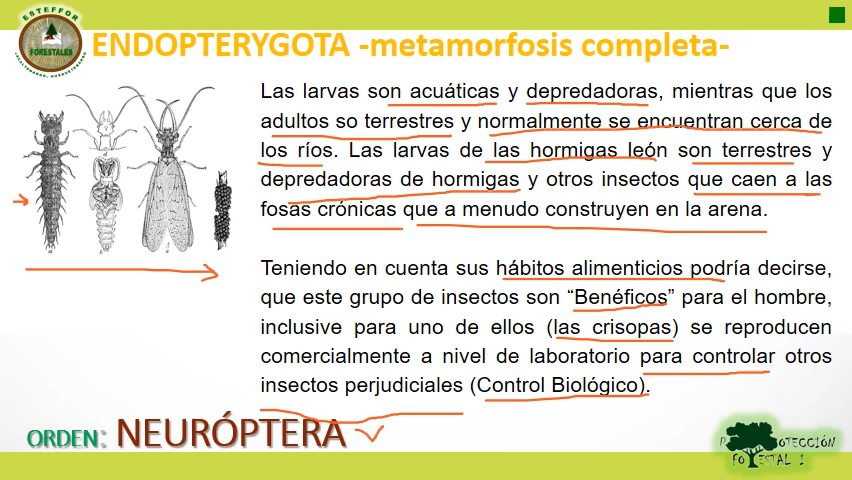 ESTEFFOR
FORESTALES
ENDOPTERYGOTA -metamorfosis completa-
Las larvas son acuáticas y depredadoras, mientras que los
adultos so terrestres y normalmente se encuentran cerca de
los ríos. Las larvas de las hormigas león son terrestres y
depredadoras de hormigas y otros insectos que caen a las
fosas crónicas que a menudo construyen en la arena.
Teniendo en cuenta sus hábitos alimenticios podría decirse,
que este grupo de insectos son “Benéficos” para el hombre,
inclusive para uno de ellos (las crisopas) se reproducen
comercialmente a nivel de laboratorio para controlar otros
insectos perjudiciales (Control Biológico).
ORDEN: NEURÓPTERA
P OTECCIÓN
FO ESTAL 1